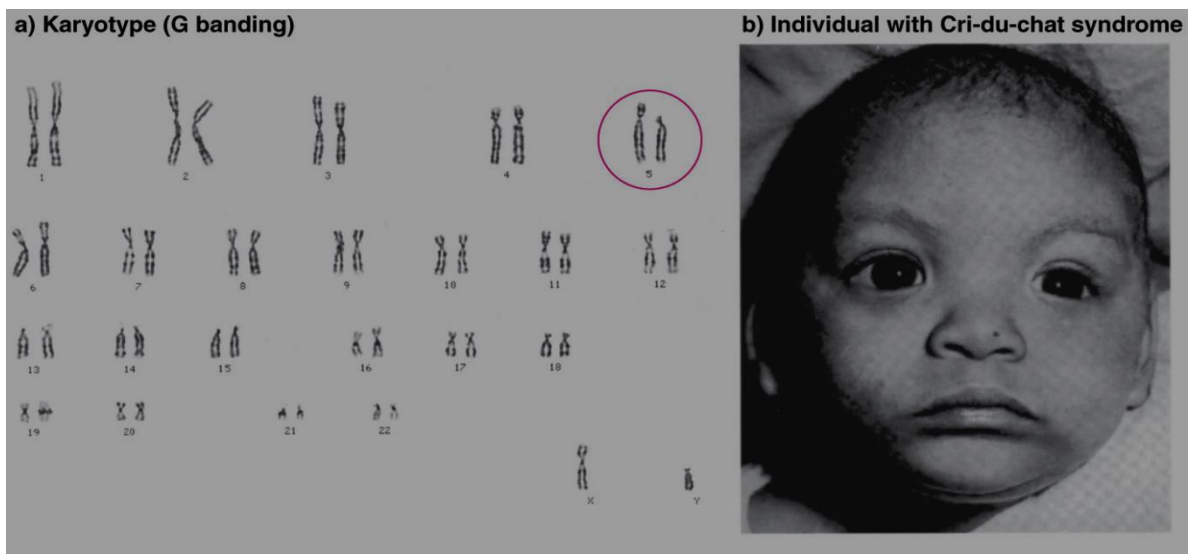 a) Karyotype (G banding)
b) Individual with Cri-du-chat syndrome
1 2 3 4 5
6 7 8 9 10 11 12
13 14 15 16 17 18
19 20 21 22
X Y